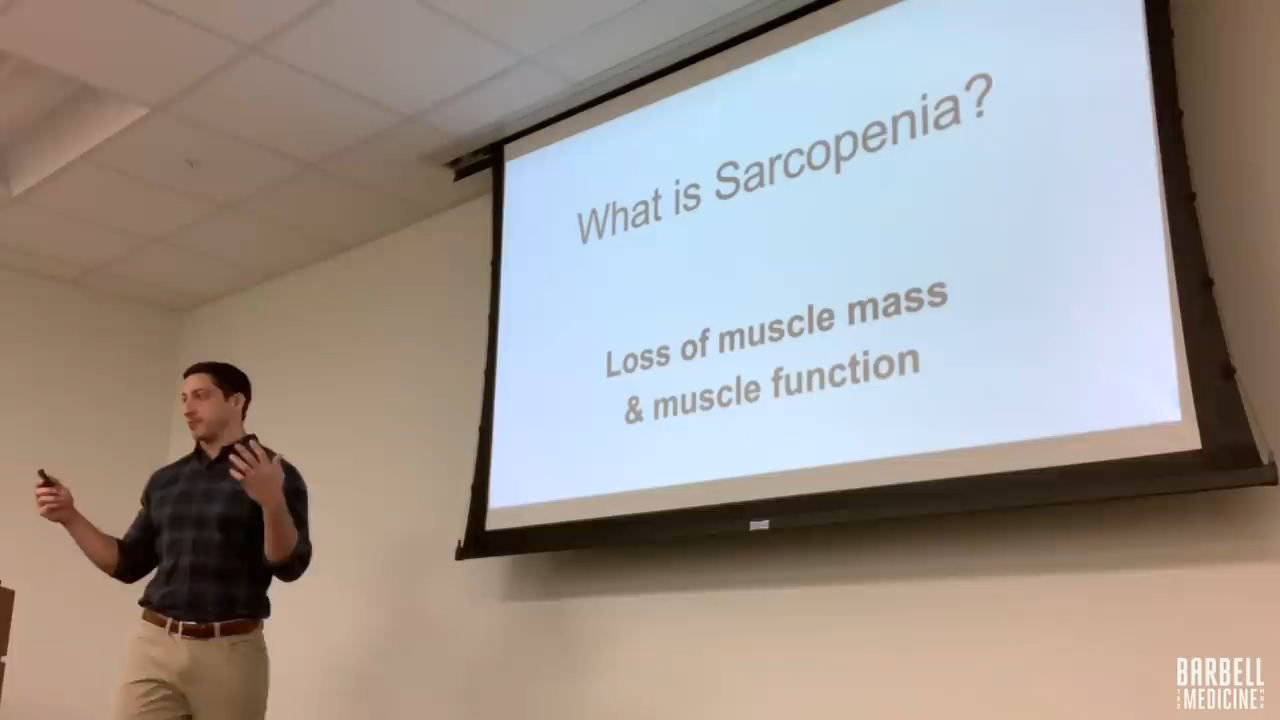 What is Sarcopenia?
Loss of muscle mass
& muscle function
BARBELL
MEDICINE